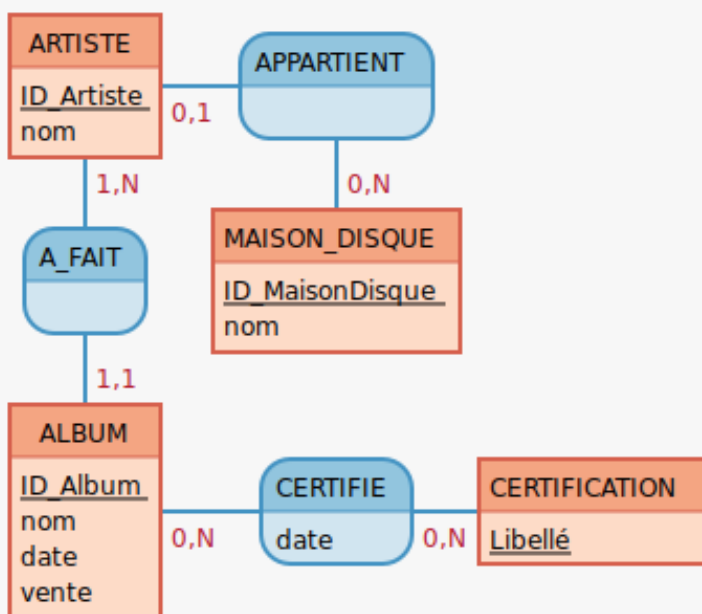 ARTISTE
ID_Artiste
nom
APPARTIENT
0,1
1,N
0,N
A_FAIT
MAISON_DISQUE
ID_MaisonDisque
nom
1,1
ALBUM
ID_Album
nom
date
vente
0,N
CERTIFIE
date
0,N
CERTIFICATION
Libellé